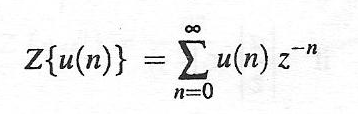 Z{u(n)} = ∞∑n=0 u(n) z⁻ⁿ